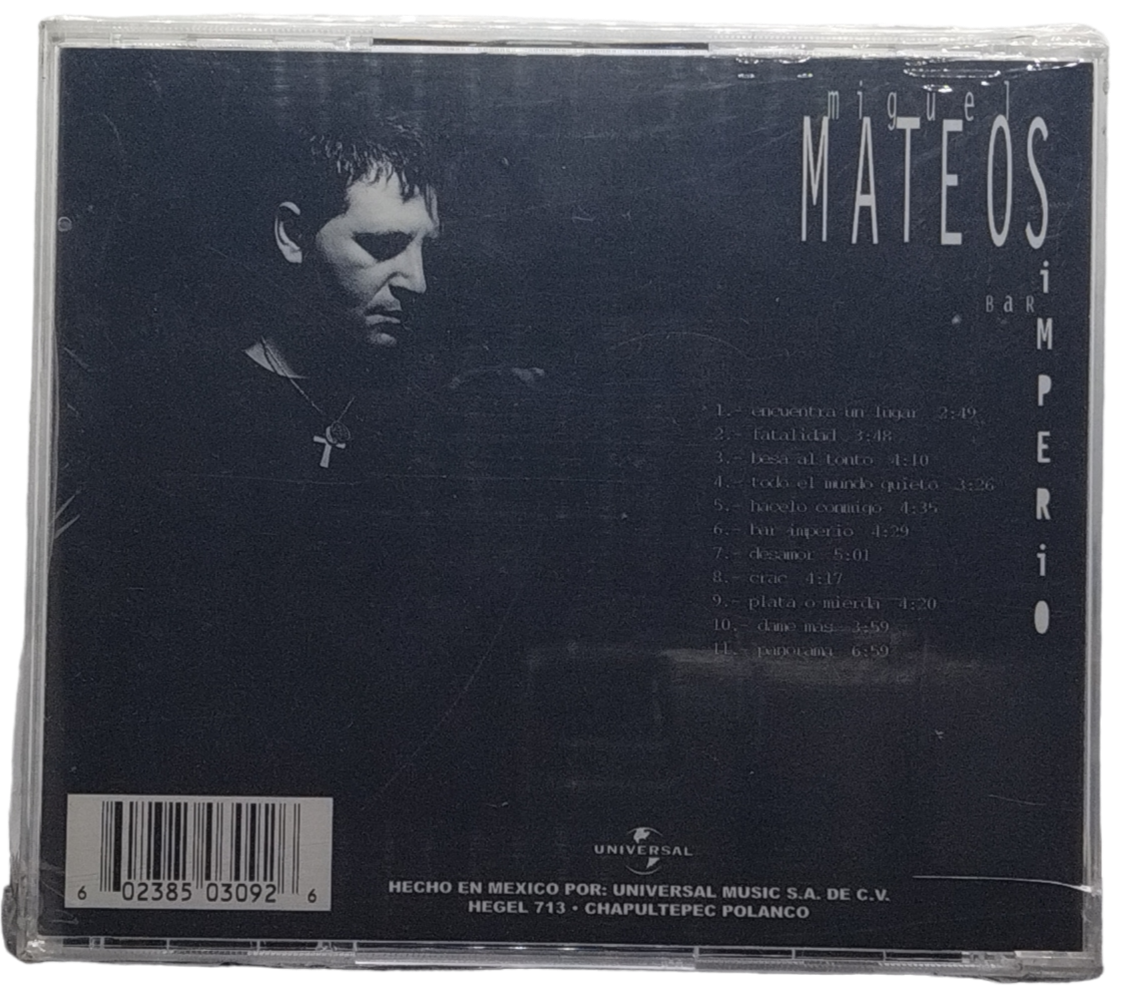 miguel
MATEOS
BaR
iMPERiO
1.- encuentra un lugar 2:49
2.- fatalidad 3:48
3.- besa al tonto 4:10
4.- todo el mundo quieto 3:26
5.- hacelo conmigo 4:35
6.- bar imperio 4:29
7.- desamor 5:01
8.- crac 4:17
9.- plata o mierda 4:20
10.- dame mas 3:59
11.- panorama 6:59
UNIVERSAL
HECHO EN MEXICO POR: UNIVERSAL MUSIC S.A. DE C.V.
HEGEL 713 • CHAPULTEPEC POLANCO
6 02385 03092 6